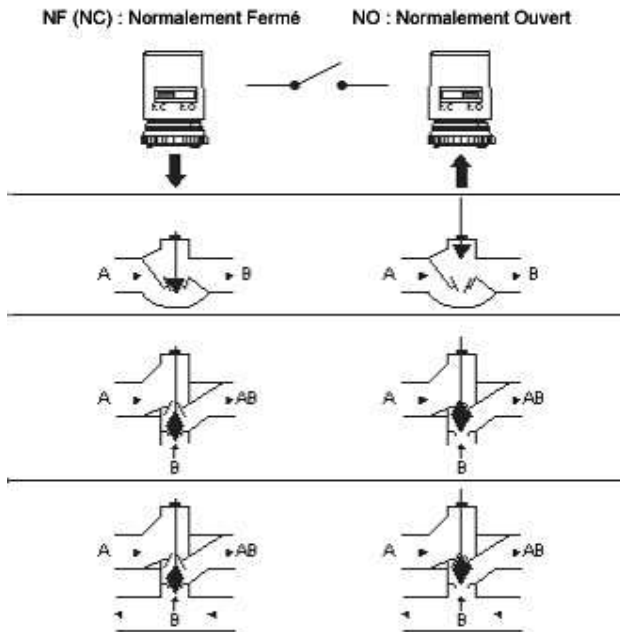 NF (NC) : Normalement Fermé NO : Normalement Ouvert
N.C N.O N.C N.O
A B A B
A AB A AB
B B
A AB A AB
B B